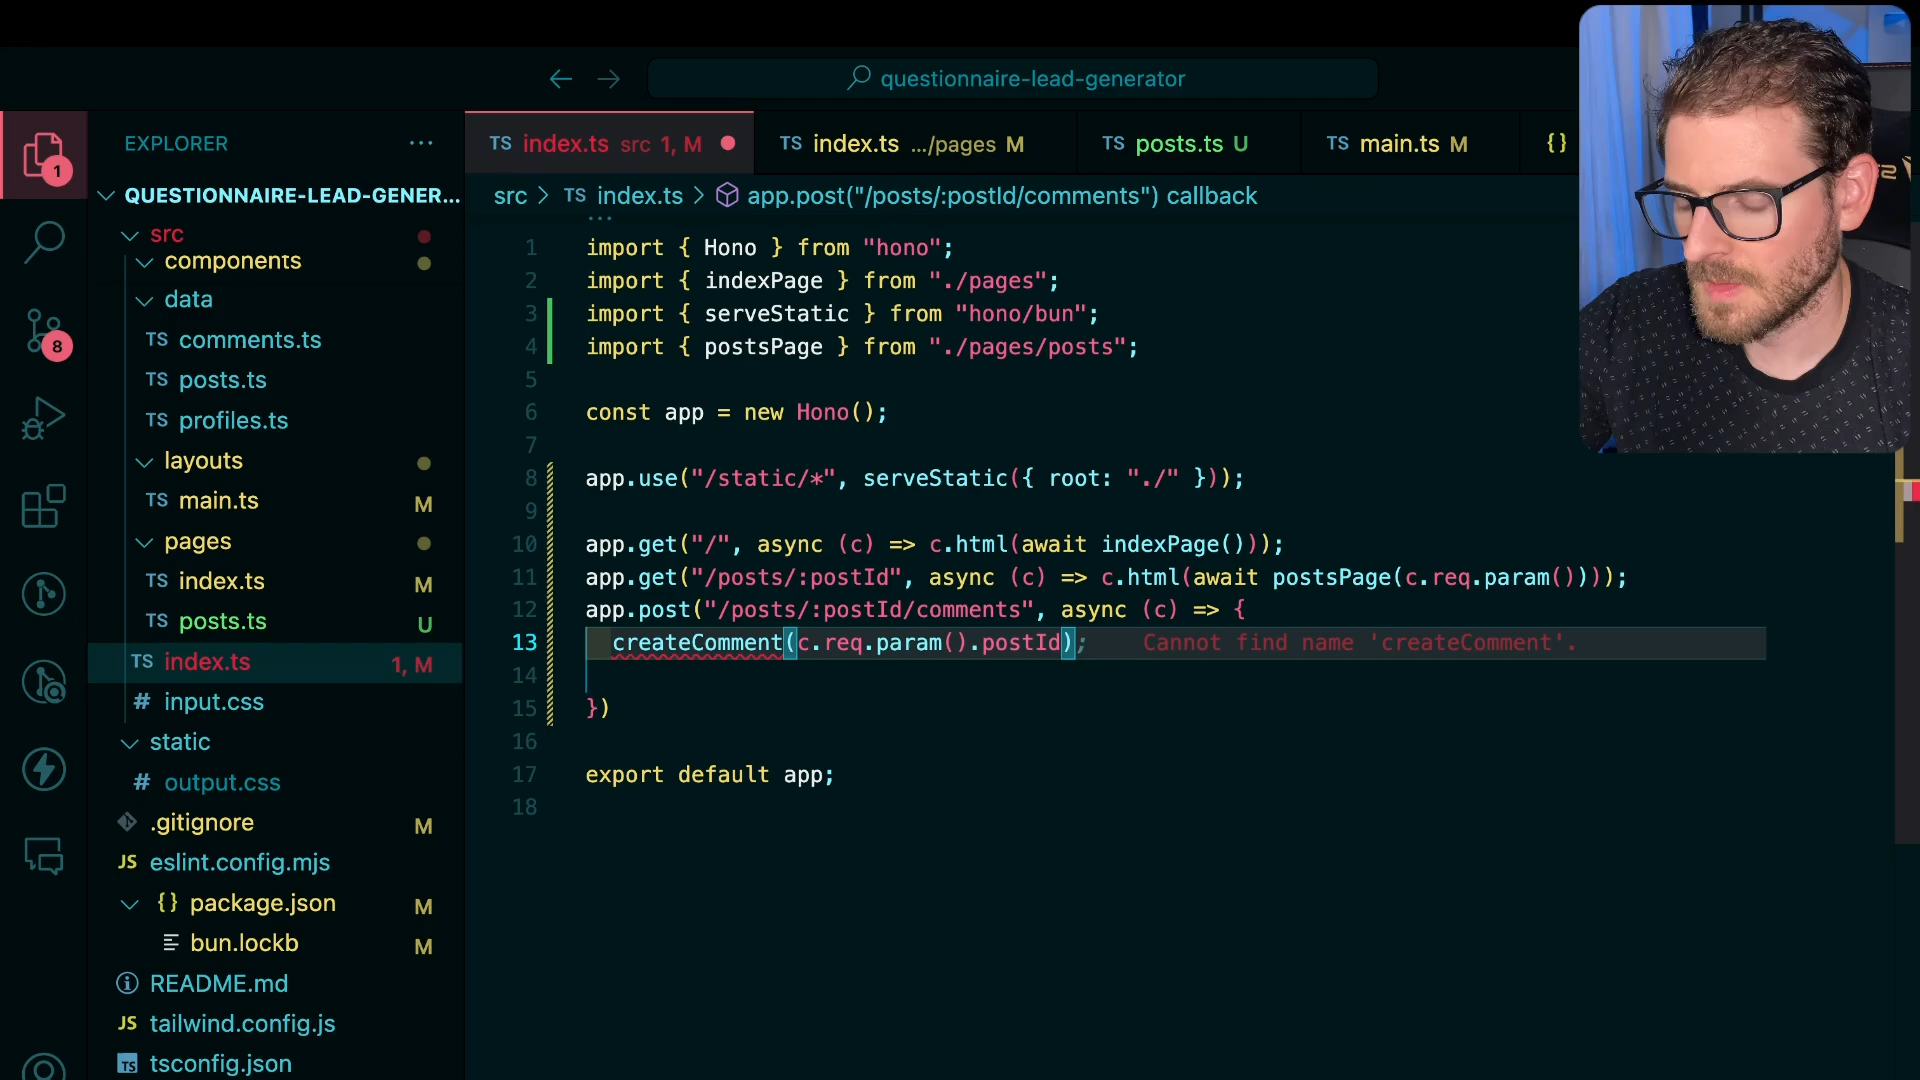 questionnaire-lead-generator
EXPLORER
TS index.ts src 1, M
TS index.ts .../pages M
TS posts.ts U
TS main.ts M
{}
1
QUESTIONNAIRE-LEAD-GENER...
src > TS index.ts > app.post("/posts/:postId/comments") callback
src
components
data
TS comments.ts
TS posts.ts
TS profiles.ts
layouts
TS main.ts M
pages
TS index.ts M
TS posts.ts U
TS index.ts 1, M
# input.css
static
# output.css
.gitignore M
JS eslint.config.mjs
{} package.json M
bun.lockb M
README.md
JS tailwind.config.js
TS tsconfig.json
8
1 import { Hono } from "hono";
2 import { indexPage } from "./pages";
3 import { serveStatic } from "hono/bun";
4 import { postsPage } from "./pages/posts";
5
6 const app = new Hono();
7
8 app.use("/static/*", serveStatic({ root: "./" }));
9
10 app.get("/", async (c) => c.html(await indexPage()));
11 app.get("/posts/:postId", async (c) => c.html(await postsPage(c.req.param())));
12 app.post("/posts/:postId/comments", async (c) => {
13 createComment(c.req.param().postId); Cannot find name 'createComment'.
14
15 })
16
17 export default app;
18